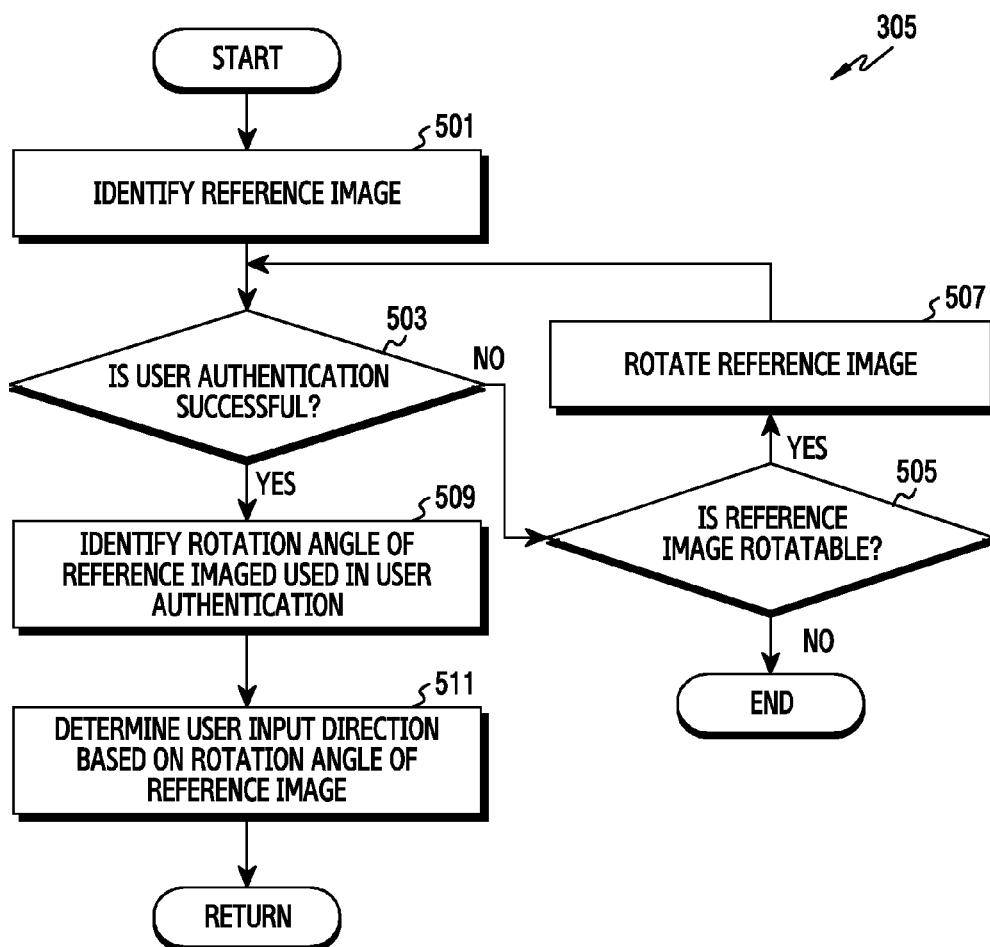 START
305
501
IDENTIFY REFERENCE IMAGE
503
IS USER AUTHENTICATION
SUCCESSFUL?
NO
507
ROTATE REFERENCE IMAGE
YES
505
IS REFERENCE
IMAGE ROTATABLE?
NO
END
YES
509
IDENTIFY ROTATION ANGLE OF
REFERENCE IMAGED USED IN USER
AUTHENTICATION
511
DETERMINE USER INPUT DIRECTION
BASED ON ROTATION ANGLE OF
REFERENCE IMAGE
RETURN